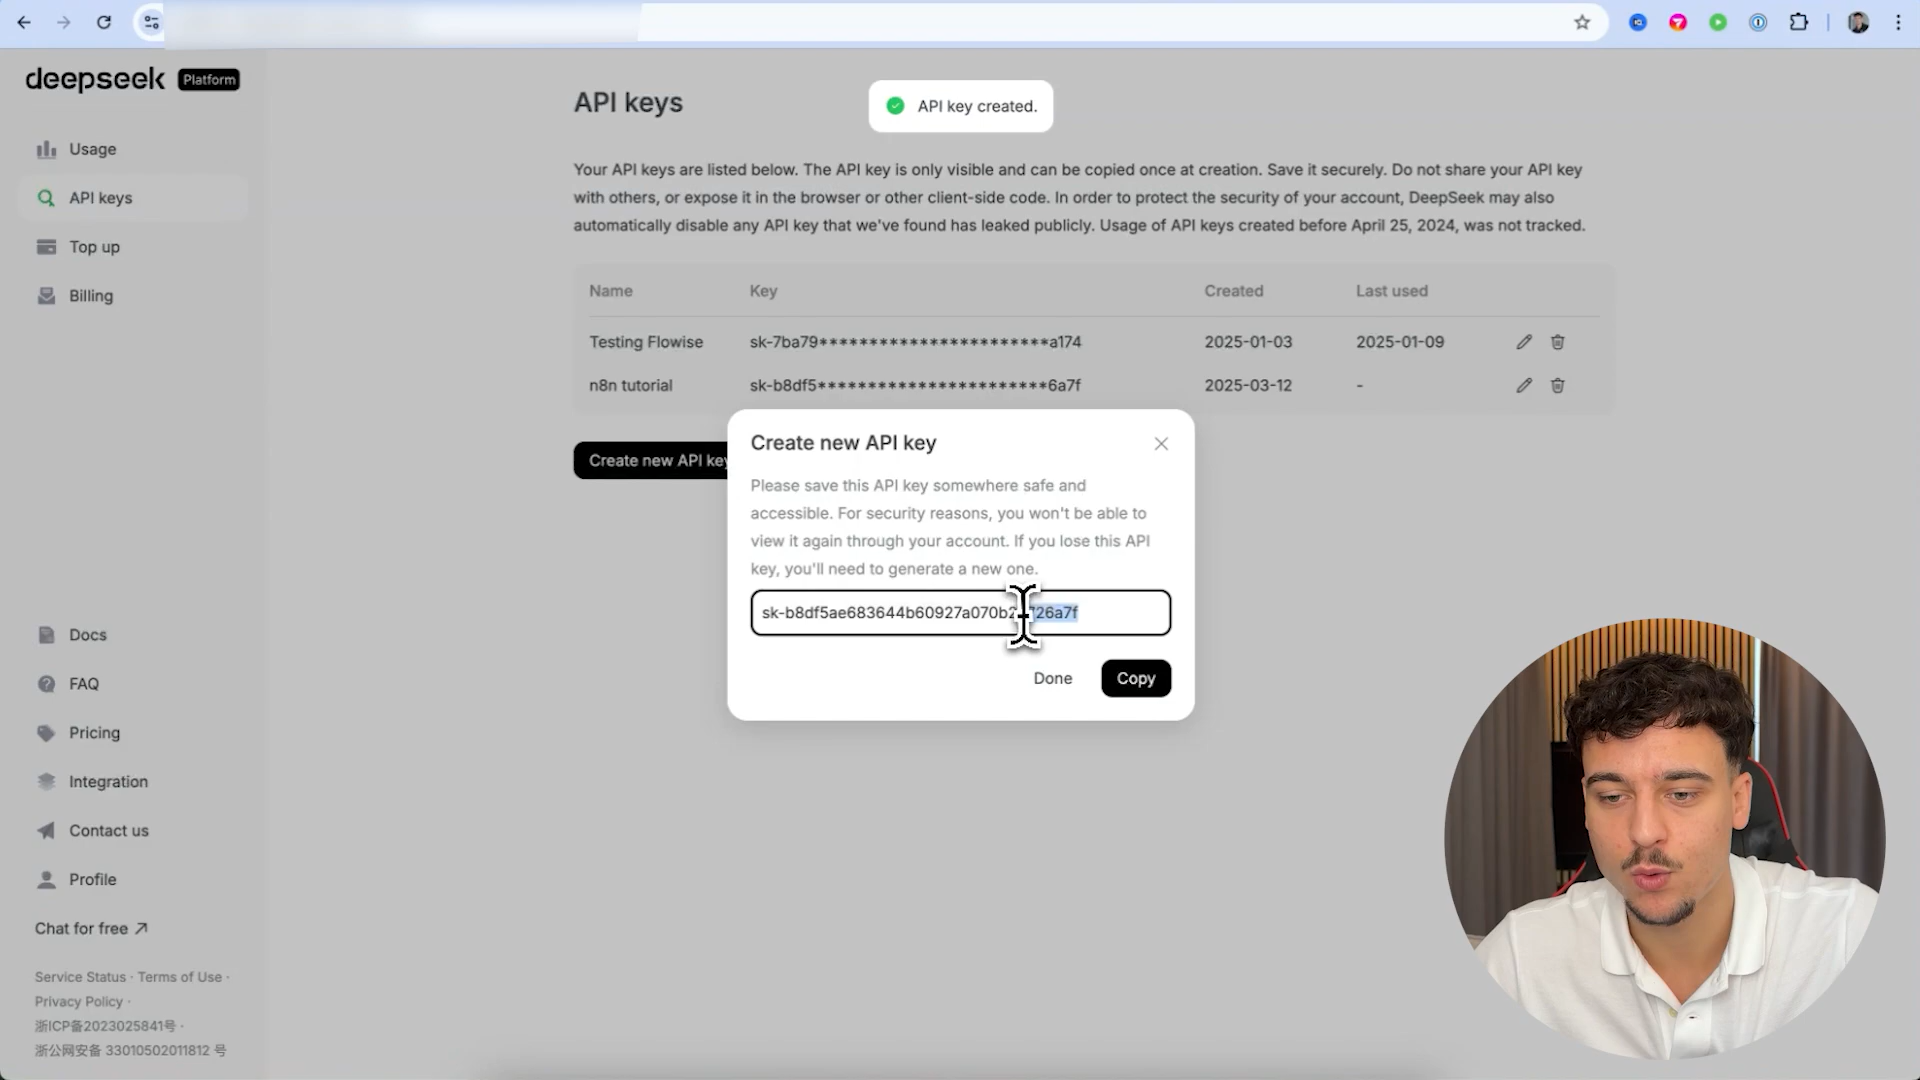 deepseek Platform
API keys
API key created.
Usage
API keys
Top up
Billing
Your API keys are listed below. The API key is only visible and can be copied once at creation. Save it securely. Do not share your API key
with others, or expose it in the browser or other client-side code. In order to protect the security of your account, DeepSeek may also
automatically disable any API key that we've found has leaked publicly. Usage of API keys created before April 25, 2024, was not tracked.
Name Key Created Last used
Testing Flowise sk-7ba79***********************a174 2025-01-03 2025-01-09
n8n tutorial sk-b8df5***********************6a7f 2025-03-12 -
Create new API key
Create new API key
Please save this API key somewhere safe and
accessible. For security reasons, you won't be able to
view it again through your account. If you lose this API
key, you'll need to generate a new one.
Done Copy
Docs
FAQ
Pricing
Integration
Contact us
Profile
Chat for free ↗
Service Status · Terms of Use ·
Privacy Policy ·
浙ICP备2023025841号 ·
浙公网安备 33010502011812 号